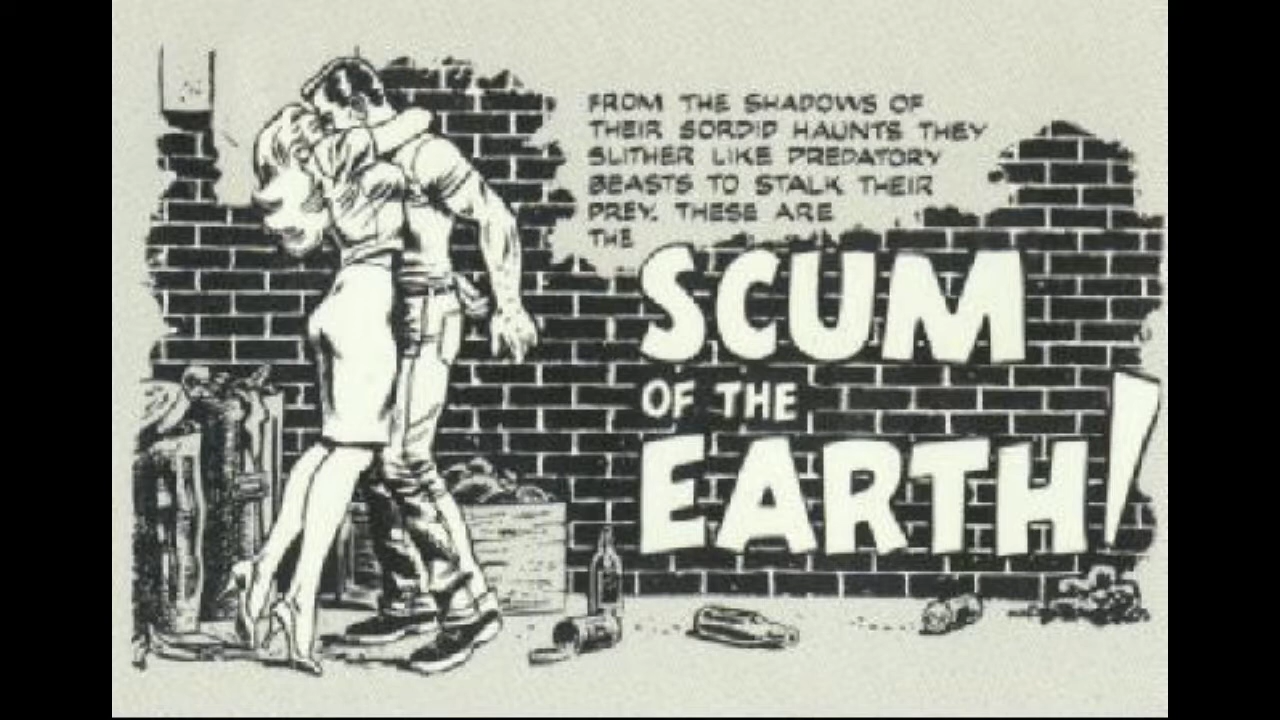 FROM THE SHADOWS OF
THEIR SORDID HAUNTS THEY
SLITHER LIKE PREDATORY
BEASTS TO STALK THEIR
PREY. THESE ARE
THE
SCUM
OF THE
EARTH!